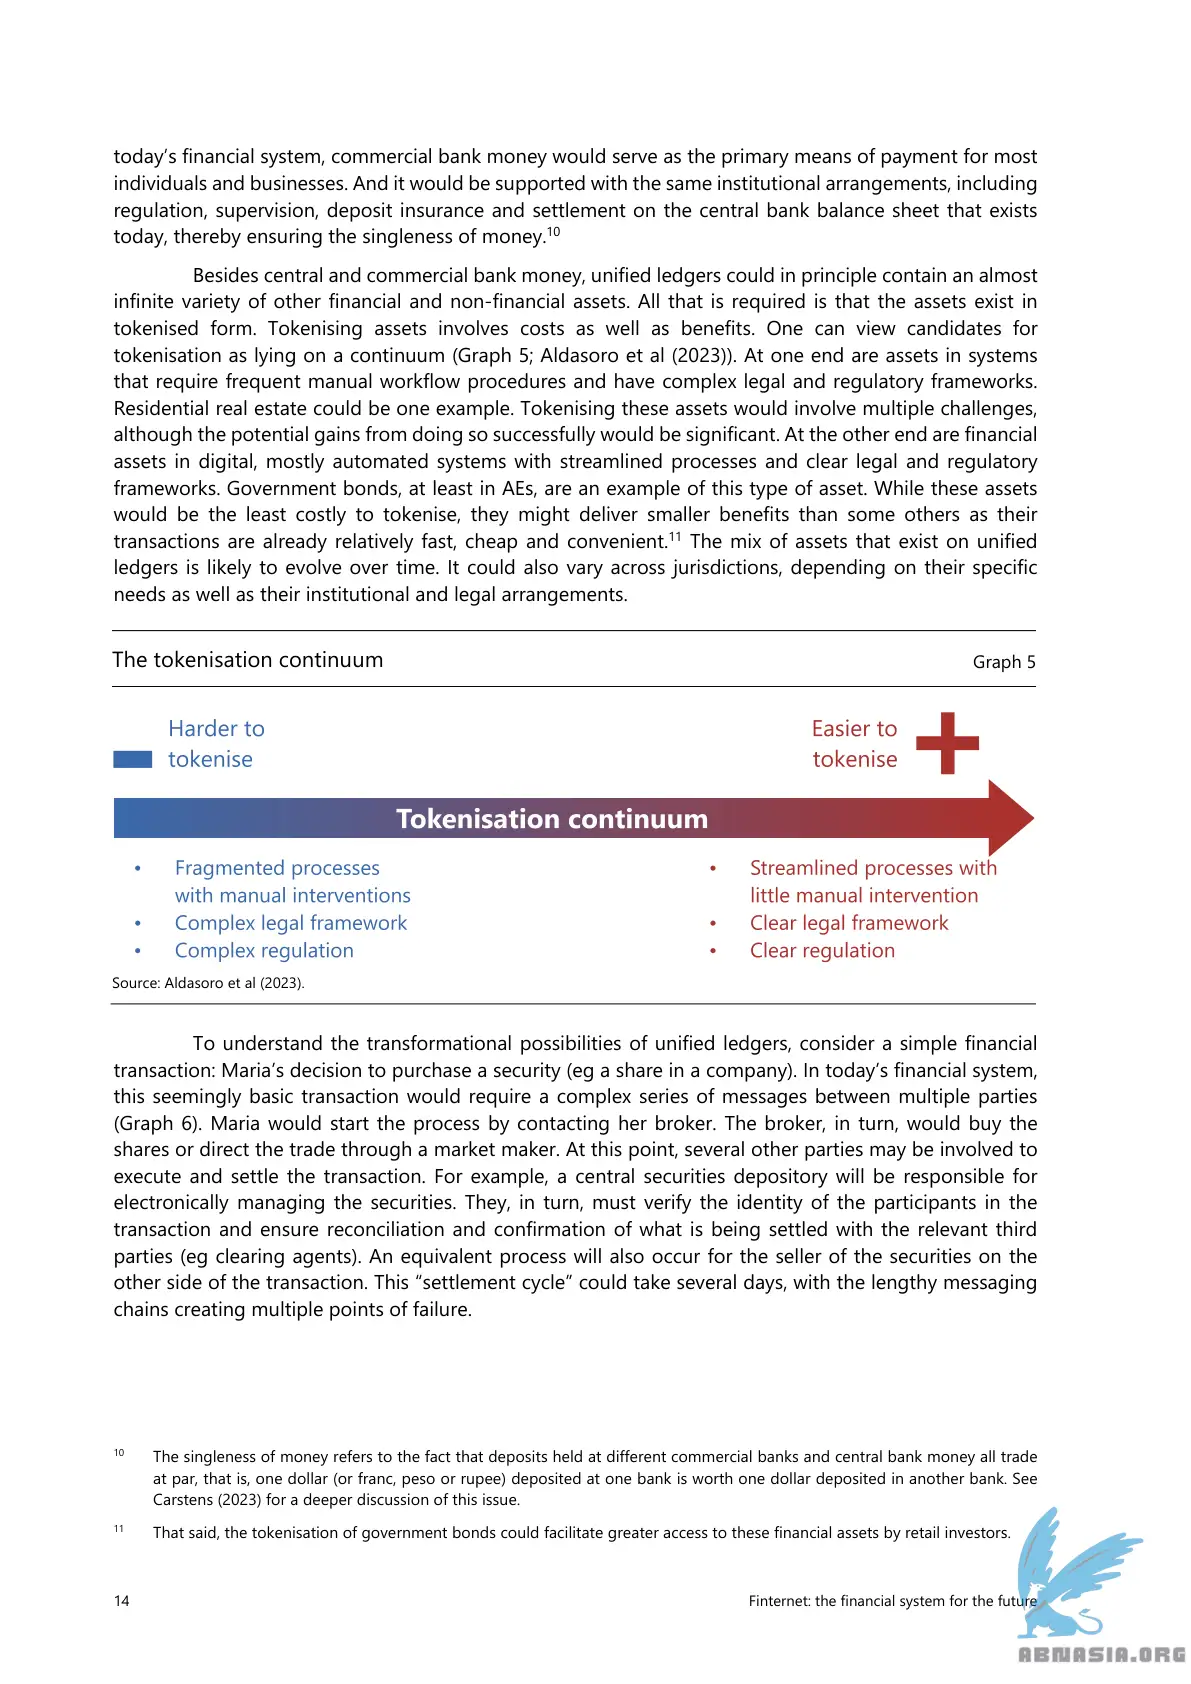 today’s financial system, commercial bank money would serve as the primary means of payment for most
individuals and businesses. And it would be supported with the same institutional arrangements, including
regulation, supervision, deposit insurance and settlement on the central bank balance sheet that exists
today, thereby ensuring the singleness of money.10
Besides central and commercial bank money, unified ledgers could in principle contain an almost
infinite variety of other financial and non-financial assets. All that is required is that the assets exist in
tokenised form. Tokenising assets involves costs as well as benefits. One can view candidates for
tokenisation as lying on a continuum (Graph 5; Aldasoro et al (2023)). At one end are assets in systems
that require frequent manual workflow procedures and have complex legal and regulatory frameworks.
Residential real estate could be one example. Tokenising these assets would involve multiple challenges,
although the potential gains from doing so successfully would be significant. At the other end are financial
assets in digital, mostly automated systems with streamlined processes and clear legal and regulatory
frameworks. Government bonds, at least in AEs, are an example of this type of asset. While these assets
would be the least costly to tokenise, they might deliver smaller benefits than some others as their
transactions are already relatively fast, cheap and convenient.11 The mix of assets that exist on unified
ledgers is likely to evolve over time. It could also vary across jurisdictions, depending on their specific
needs as well as their institutional and legal arrangements.
The tokenisation continuum
Graph 5
Harder to
tokenise
Easier to
tokenise
Tokenisation continuum
• Fragmented processes
with manual interventions
• Complex legal framework
• Complex regulation
• Streamlined processes with
little manual intervention
• Clear legal framework
• Clear regulation
Source: Aldasoro et al (2023).
To understand the transformational possibilities of unified ledgers, consider a simple financial
transaction: Maria’s decision to purchase a security (eg a share in a company). In today’s financial system,
this seemingly basic transaction would require a complex series of messages between multiple parties
(Graph 6). Maria would start the process by contacting her broker. The broker, in turn, would buy the
shares or direct the trade through a market maker. At this point, several other parties may be involved to
execute and settle the transaction. For example, a central securities depository will be responsible for
electronically managing the securities. They, in turn, must verify the identity of the participants in the
transaction and ensure reconciliation and confirmation of what is being settled with the relevant third
parties (eg clearing agents). An equivalent process will also occur for the seller of the securities on the
other side of the transaction. This “settlement cycle” could take several days, with the lengthy messaging
chains creating multiple points of failure.
10 The singleness of money refers to the fact that deposits held at different commercial banks and central bank money all trade
at par, that is, one dollar (or franc, peso or rupee) deposited at one bank is worth one dollar deposited in another bank. See
Carstens (2023) for a deeper discussion of this issue.
11 That said, the tokenisation of government bonds could facilitate greater access to these financial assets by retail investors.
14
Finternet: the financial system for the future
ABNASIA.ORG